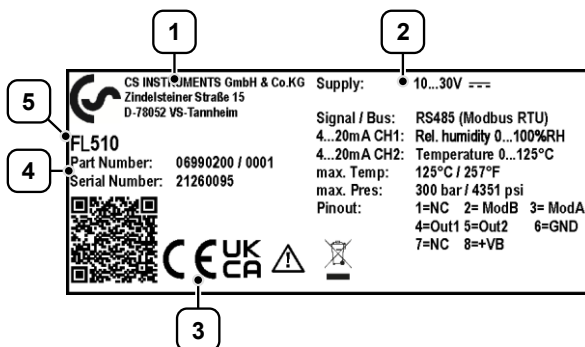 1
2
CS INSTRUMENTS GmbH & Co.KG
Zindelsteiner Straße 15
D-78052 VS-Tannheim
5
FL510
4
Part Number: 06990200 / 0001
Serial Number: 21260095
CE UK CA
3
Supply: 10...30V
Signal / Bus: RS485 (Modbus RTU)
4...20mA CH1: Rel. humidity 0...100%RH
4...20mA CH2: Temperature 0...125°C
max. Temp: 125°C / 257°F
max. Pres: 300 bar / 4351 psi
Pinout: 1=NC 2= ModB 3= ModA
4=Out1 5=Out2 6=GND
7=NC 8=+VB